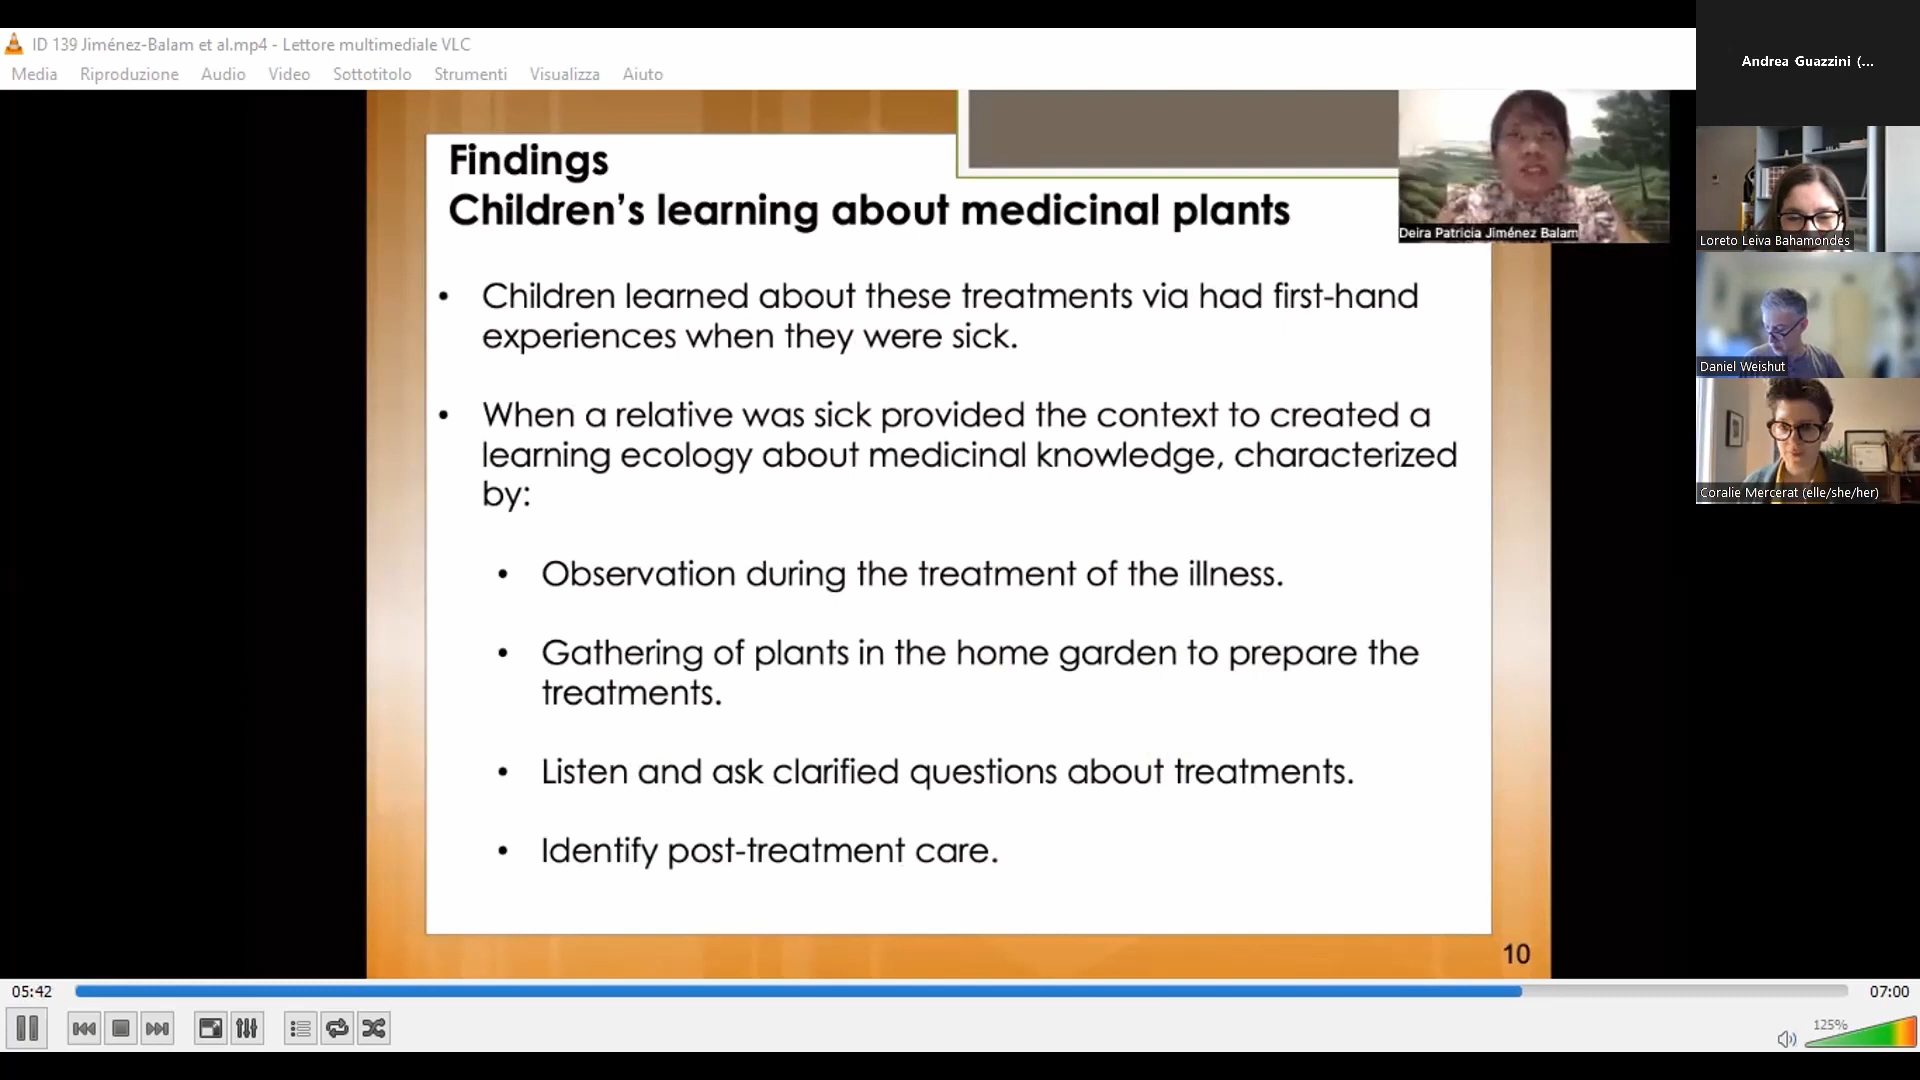 ID 139 Jiménez-Balam et al.mp4 - Lettore multimediale VLC
Media Riproduzione Audio Video Sottotitolo Strumenti Visualizza Aiuto
Andrea Guazzini (...
Findings
Children's learning about medicinal plants
Deira Patricia Jiménez Balam
Loreto Leiva Bahamondes
• Children learned about these treatments via had first-hand
experiences when they were sick.
Daniel Weishut
• When a relative was sick provided the context to created a
learning ecology about medicinal knowledge, characterized
by:
Coralie Mercerat (elle/she/her)
• Observation during the treatment of the illness.
• Gathering of plants in the home garden to prepare the
treatments.
• Listen and ask clarified questions about treatments.
• Identify post-treatment care.
10
05:42
07:00
125%